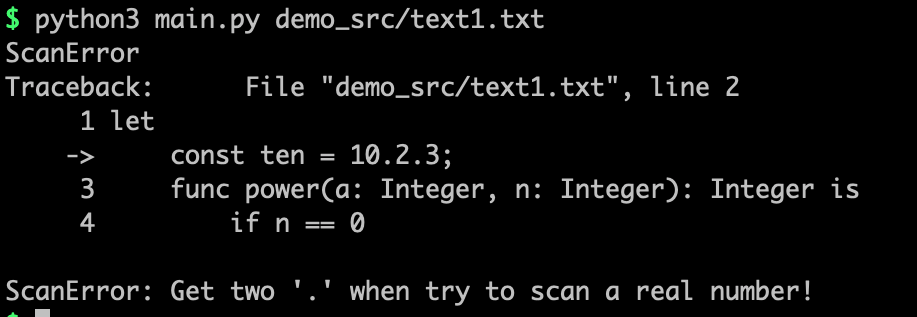 $ python3 main.py demo_src/text1.txt
ScanError
Traceback:      File "demo_src/text1.txt", line 2
     1 let
    ->     const ten = 10.2.3;
     3     func power(a: Integer, n: Integer): Integer is
     4         if n == 0
ScanError: Get two '.' when try to scan a real number!
$